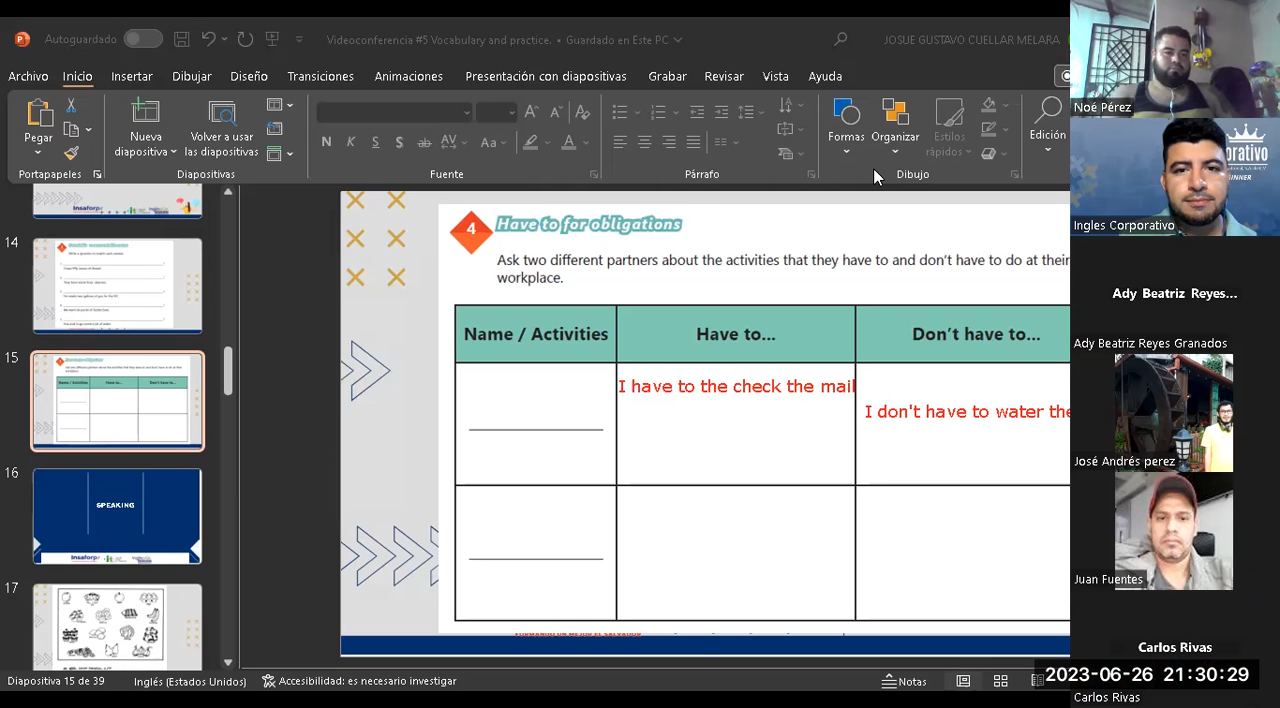 Autoguardado
Videoconferencia #5 Vocabulary and practice. • Guardado en Este PC
JOSUE GUSTAVO CUELLAR MELARA
Archivo Inicio Insertar Dibujar Diseño Transiciones Animaciones Presentación con diapositivas Grabar Revisar Vista Ayuda
Pegar
Nueva diapositiva
Volver a usar las diapositivas
Formas
Organizar
Estilos rápidos
Edición
Portapapeles
Diapositivas
Fuente
Párrafo
Dibujo
14
15
16
SPEAKING
Insaforp
17
4
Have to for obligations
Ask two different partners about the activities that they have to and don't have to do at their
workplace.
Name / Activities Have to... Don't have to...
I have to the check the mail
I don't have to water the
FORMANDO UN MEJOR EL SALVADOR
Noé Pérez
Ingles Corporativo
Ady Beatriz Reyes...
Ady Beatriz Reyes Granados
José Andrés perez
Juan Fuentes
Carlos Rivas
2023-06-26 21:30:29
Carlos Rivas
Diapositiva 15 de 39
Inglés (Estados Unidos)
Accesibilidad: es necesario investigar
Notas